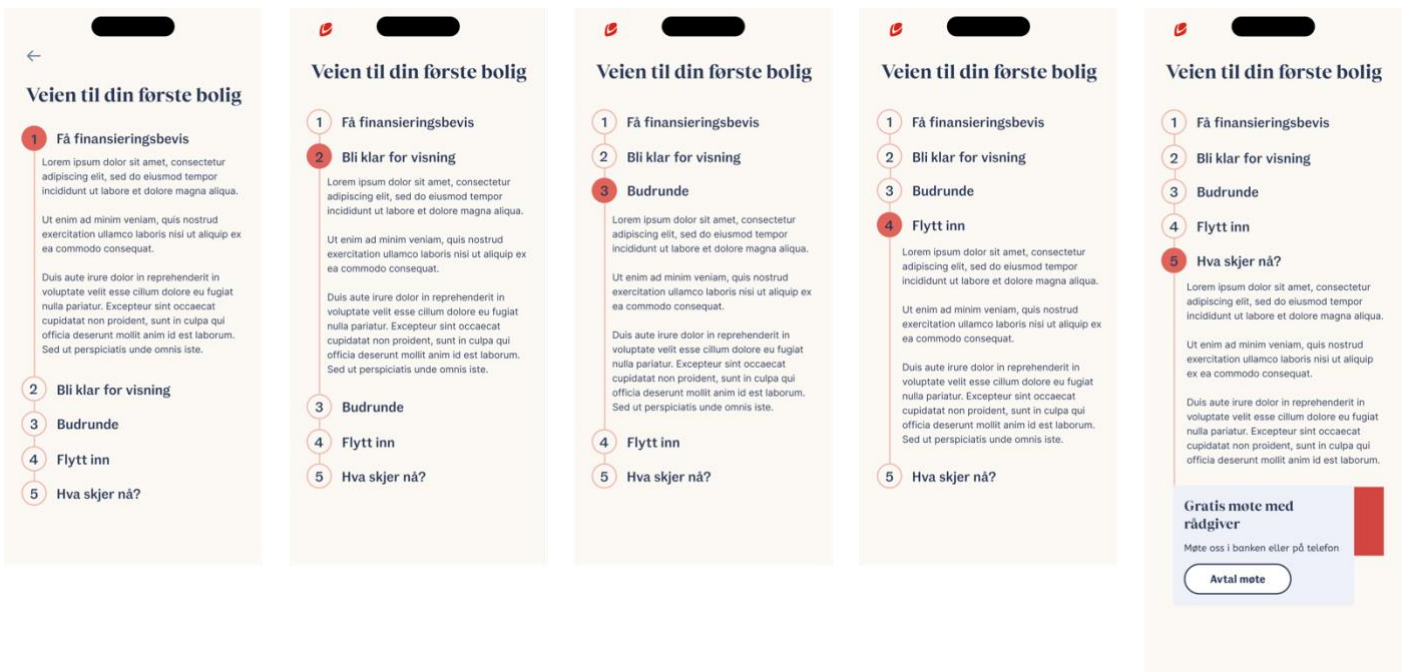 Veien til din første bolig
1 Få finansieringsbevis
Lorem ipsum dolor sit amet, consectetur
adipiscing elit, sed do eiusmod tempor
incididunt ut labore et dolore magna aliqua.
Ut enim ad minim veniam, quis nostrud
exercitation ullamco laboris nisi ut aliquip ex
ea commodo consequat.
Duis aute irure dolor in reprehenderit in
voluptate velit esse cillum dolore eu fugiat
nulla pariatur. Excepteur sint occaecat
cupidatat non proident, sunt in culpa qui
officia deserunt mollit anim id est laborum.
Sed ut perspiciatis unde omnis iste.
2 Bli klar for visning
3 Budrunde
4 Flytt inn
5 Hva skjer nå?
Veien til din første bolig
1 Få finansieringsbevis
2 Bli klar for visning
Lorem ipsum dolor sit amet, consectetur
adipiscing elit, sed do eiusmod tempor
incididunt ut labore et dolore magna aliqua.
Ut enim ad minim veniam, quis nostrud
exercitation ullamco laboris nisi ut aliquip ex
ea commodo consequat.
Duis aute irure dolor in reprehenderit in
voluptate velit esse cillum dolore eu fugiat
nulla pariatur. Excepteur sint occaecat
cupidatat non proident, sunt in culpa qui
officia deserunt mollit anim id est laborum.
Sed ut perspiciatis unde omnis iste.
3 Budrunde
4 Flytt inn
5 Hva skjer nå?
Veien til din første bolig
1 Få finansieringsbevis
2 Bli klar for visning
3 Budrunde
Lorem ipsum dolor sit amet, consectetur
adipiscing elit, sed do eiusmod tempor
incididunt ut labore et dolore magna aliqua.
Ut enim ad minim veniam, quis nostrud
exercitation ullamco laboris nisi ut aliquip ex
ea commodo consequat.
Duis aute irure dolor in reprehenderit in
voluptate velit esse cillum dolore eu fugiat
nulla pariatur. Excepteur sint occaecat
cupidatat non proident, sunt in culpa qui
officia deserunt mollit anim id est laborum.
Sed ut perspiciatis unde omnis iste.
4 Flytt inn
5 Hva skjer nå?
Veien til din første bolig
1 Få finansieringsbevis
2 Bli klar for visning
3 Budrunde
4 Flytt inn
Lorem ipsum dolor sit amet, consectetur
adipiscing elit, sed do eiusmod tempor
incididunt ut labore et dolore magna aliqua.
Ut enim ad minim veniam, quis nostrud
exercitation ullamco laboris nisi ut aliquip ex
ea commodo consequat.
Duis aute irure dolor in reprehenderit in
voluptate velit esse cillum dolore eu fugiat
nulla pariatur. Excepteur sint occaecat
cupidatat non proident, sunt in culpa qui
officia deserunt mollit anim id est laborum.
Sed ut perspiciatis unde omnis iste.
5 Hva skjer nå?
Veien til din første bolig
1 Få finansieringsbevis
2 Bli klar for visning
3 Budrunde
4 Flytt inn
5 Hva skjer nå?
Lorem ipsum dolor sit amet, consectetur
adipiscing elit, sed do eiusmod tempor
incididunt ut labore et dolore magna aliqua.
Ut enim ad minim veniam, quis nostrud
exercitation ullamco laboris nisi ut aliquip
ex ea commodo consequat.
Duis aute irure dolor in reprehenderit in
voluptate velit esse cillum dolore eu fugiat
nulla pariatur. Excepteur sint occaecat
cupidatat non proident, sunt in culpa qui
officia deserunt mollit anim id est laborum.
Gratis møte med
rådgiver
Møte oss i banken eller på telefon
Avtal møte